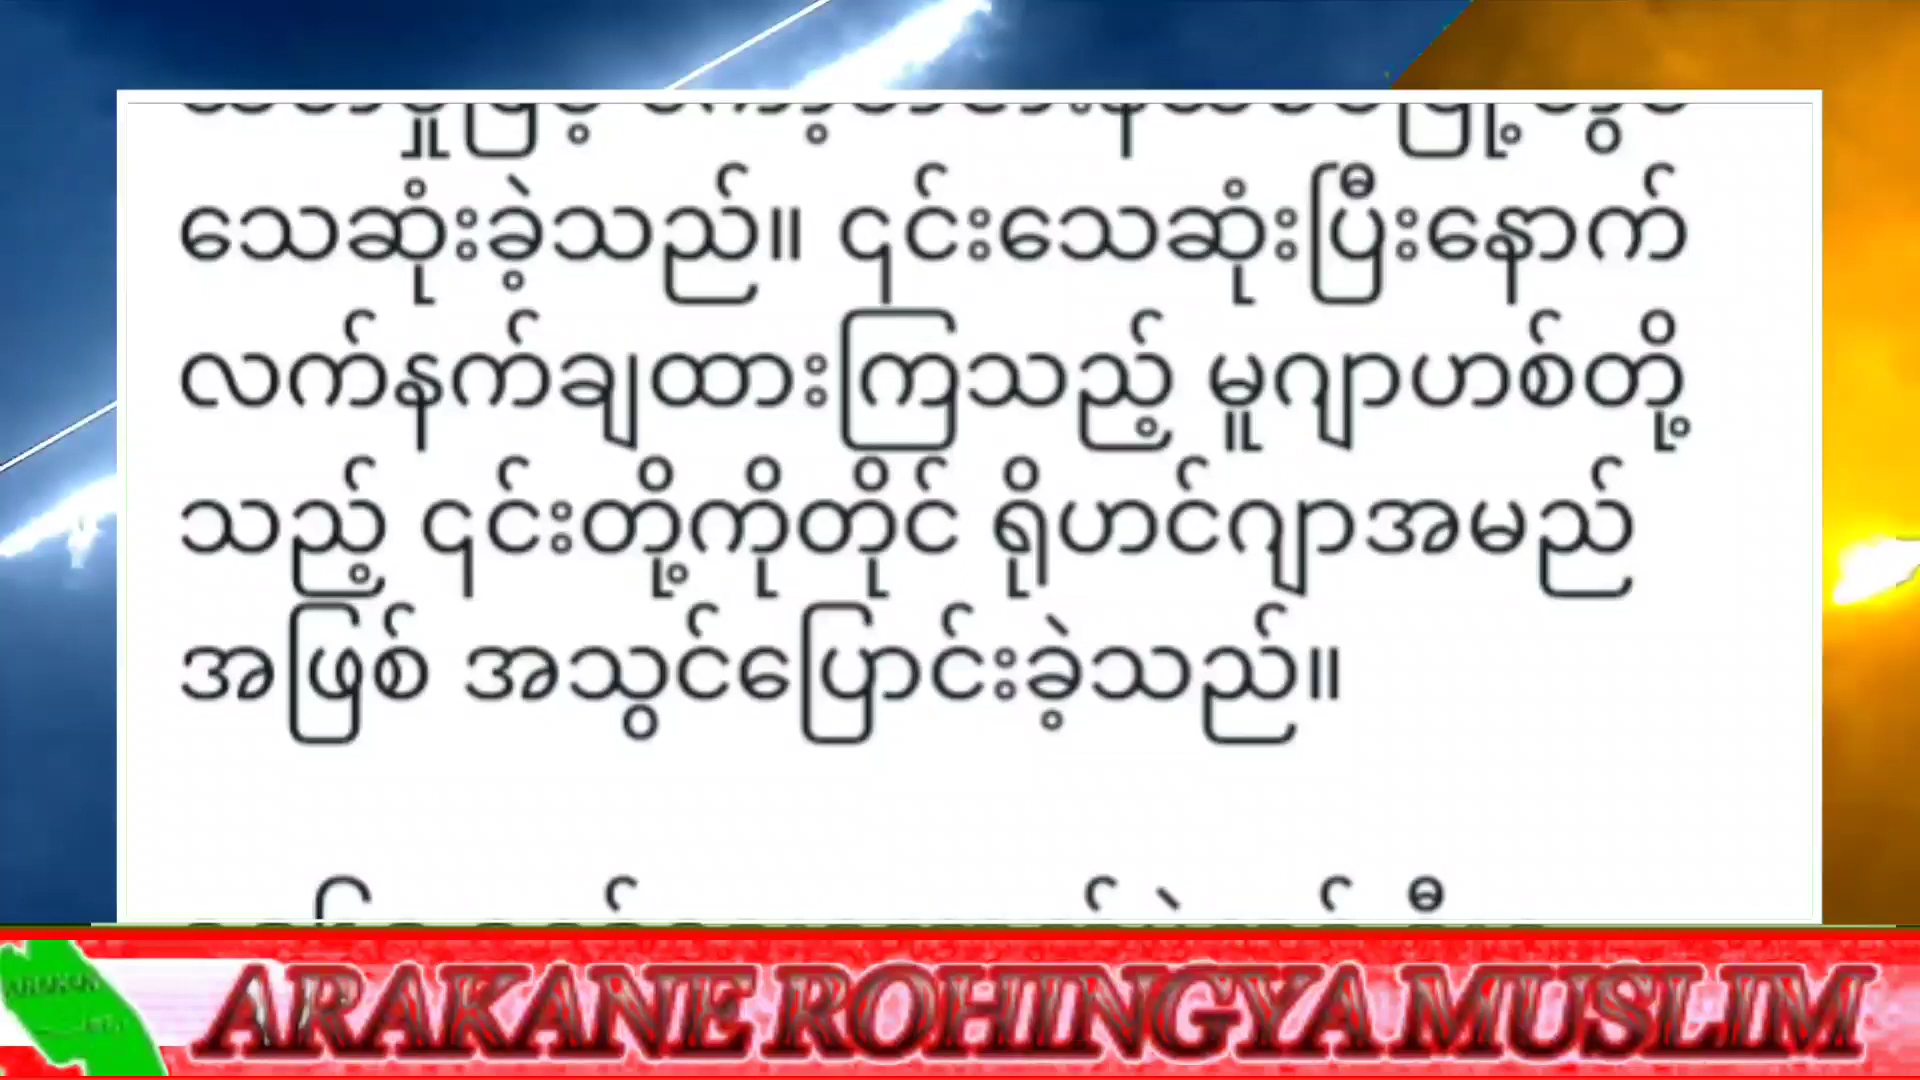 သေဆုံးခဲ့သည်။ ၎င်းသေဆုံးပြီးနောက်
လက်နက်ချထားကြသည့် မူဂျာဟစ်တို့
သည့် ၎င်းတို့ကိုတိုင် ရိုဟင်ဂျာအမည်
အဖြစ် အသွင်ပြောင်းခဲ့သည်။
ARAKAN
ARAKANE ROHINGYA MUSLIM